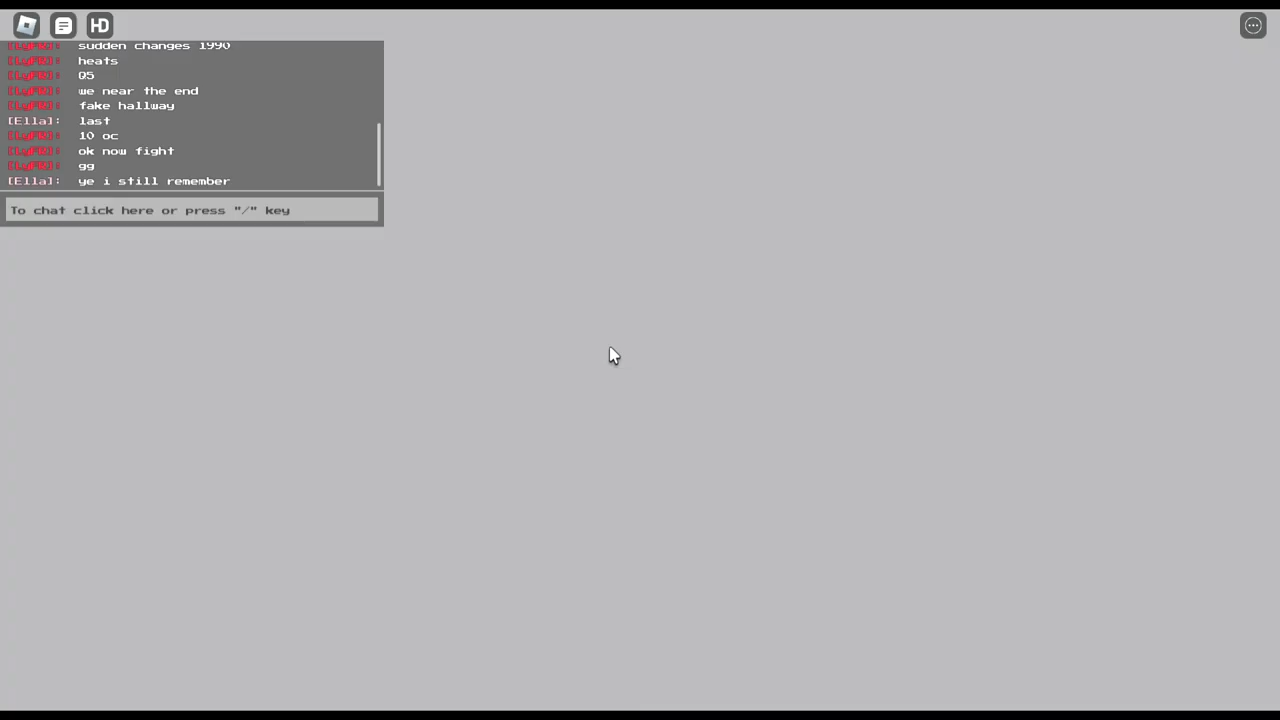 HD
sudden changes 1990
heats
05
we near the end
fake hallway
[Ella]: last
10 oc
ok now fight
gg
[Ella]: ye i still remember
To chat click here or press "/" key